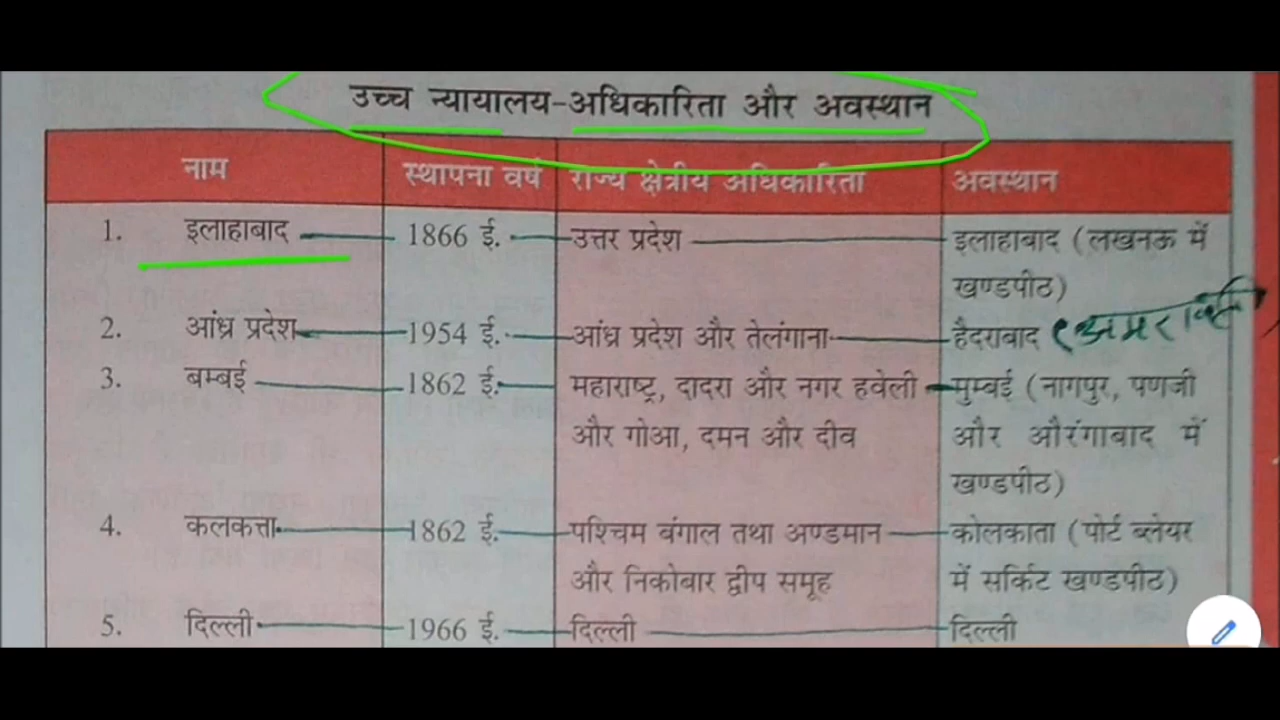 उच्च न्यायालय-अधिकारिता और अवस्थान
नाम स्थापना वर्ष राज्य क्षेत्रीय अधिकारिता अवस्थान
1. इलाहाबाद 1866 ई. उत्तर प्रदेश इलाहाबाद (लखनऊ में
खण्डपीठ)
2. आंध्र प्रदेश 1954 ई. आंध्र प्रदेश और तेलंगाना हैदराबाद (अमरावती)
3. बम्बई 1862 ई. महाराष्ट्र, दादरा और नगर हवेली मुम्बई (नागपुर, पणजी
और गोआ, दमन और दीव और औरंगाबाद में
खण्डपीठ)
4. कलकत्ता 1862 ई. पश्चिम बंगाल तथा अण्डमान कोलकाता (पोर्ट ब्लेयर
और निकोबार द्वीप समूह में सर्किट खण्डपीठ)
5. दिल्ली 1966 ई. दिल्ली दिल्ली